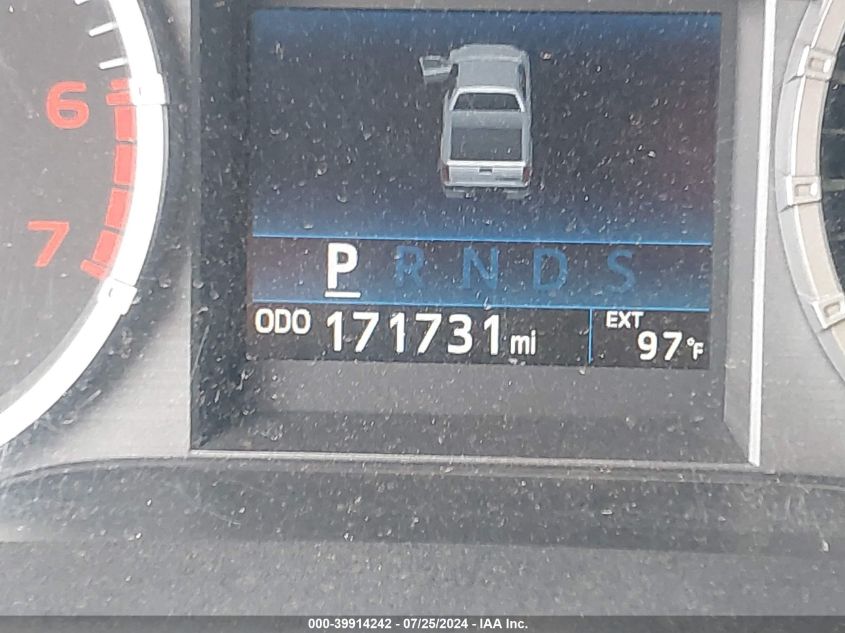 6
7
P R N D S
ODO 171731 mi
EXT
97°F
000-39914242 - 07/25/2024 - IAA Inc.